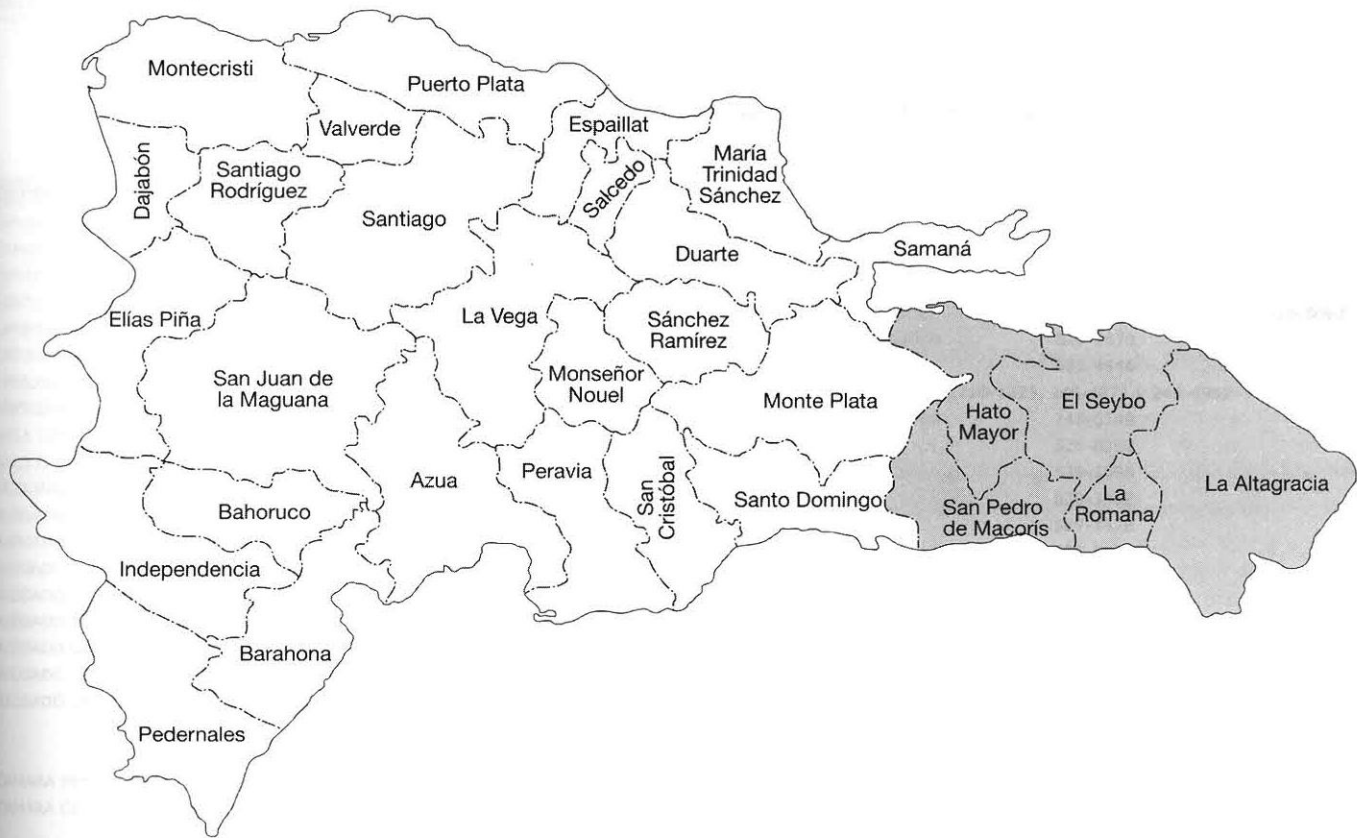 Montecristi
Puerto Plata
Valverde
Espaillat
Dajabón
Santiago
Rodríguez
Salcedo
María
Trinidad
Sánchez
Santiago
Duarte
Samaná
Elías Piña
La Vega
Sánchez
Ramírez
San Juan de
la Maguana
Monseñor
Nouel
Monte Plata
Hato
Mayor
El Seybo
Azua
Peravia
San
Cristóbal
Santo Domingo
San Pedro
de Macorís
La
Romana
La Altagracia
Bahoruco
Independencia
Barahona
Pedernales